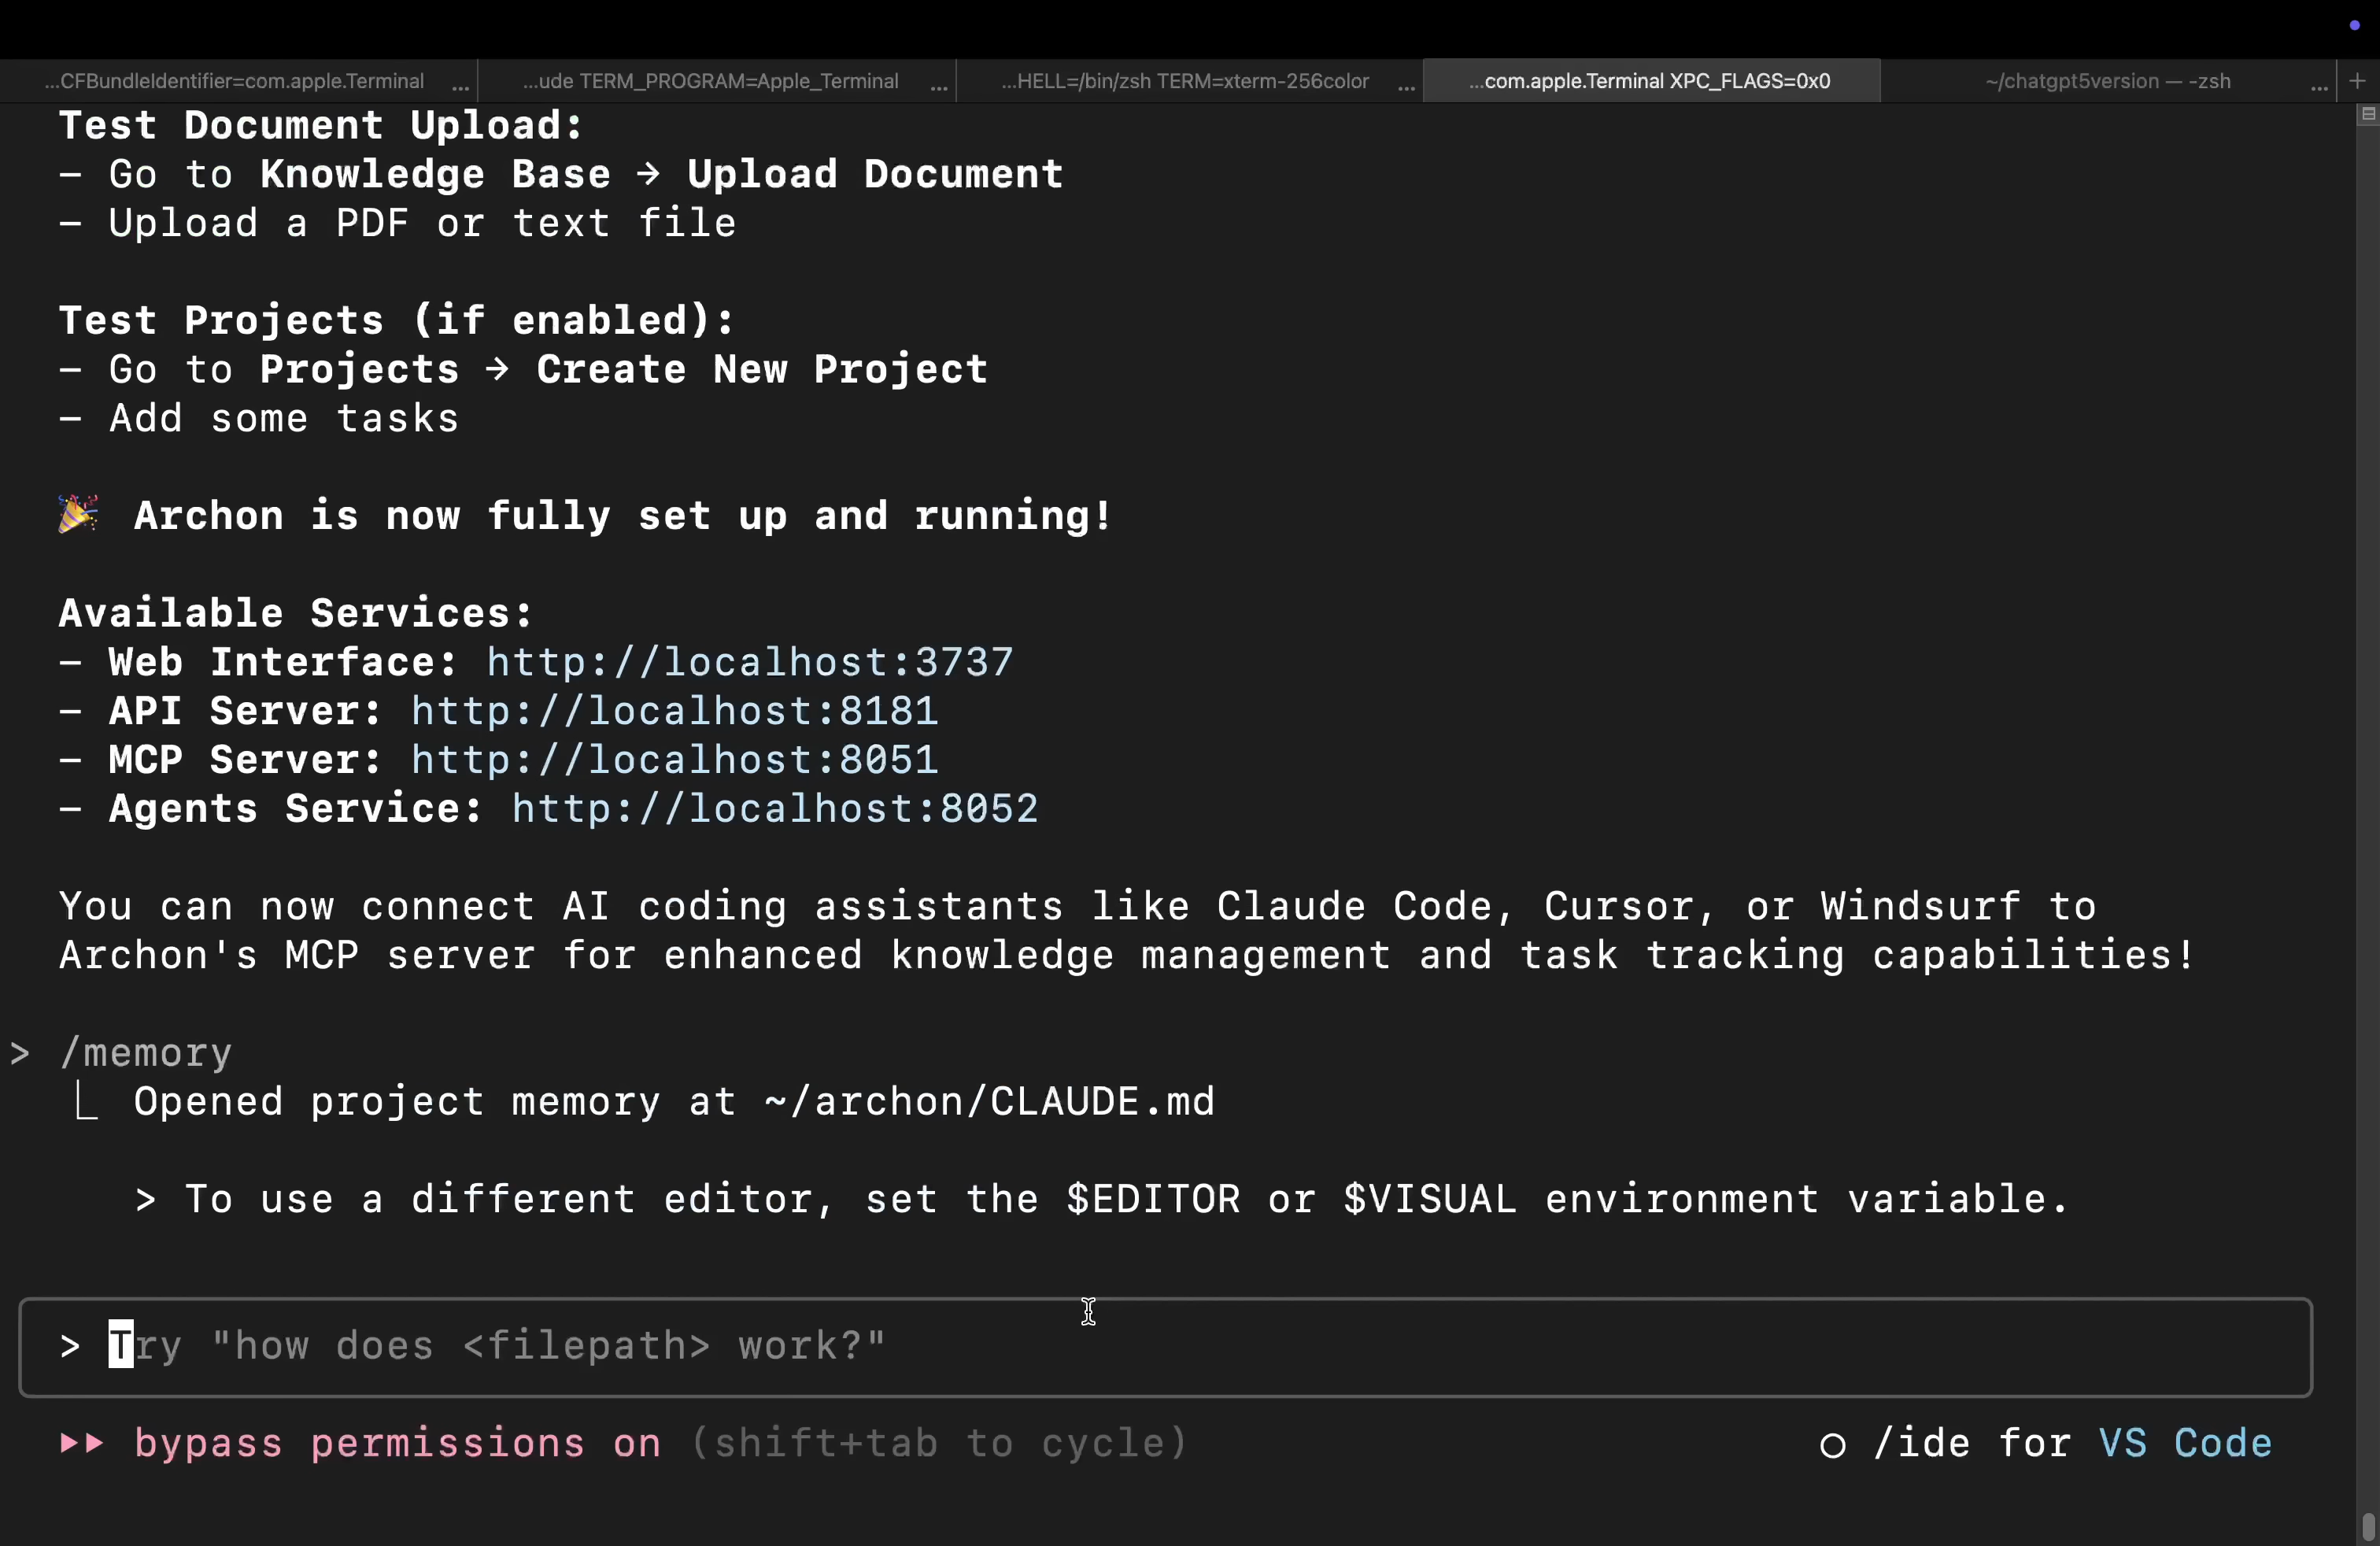 ...CFBundleIdentifier=com.apple.Terminal ... ...ude TERM_PROGRAM=Apple_Terminal ... ...HELL=/bin/zsh TERM=xterm-256color ... ...com.apple.Terminal XPC_FLAGS=0x0 ~/chatgpt5version — -zsh ... +
Test Document Upload:
- Go to Knowledge Base → Upload Document
- Upload a PDF or text file
Test Projects (if enabled):
- Go to Projects → Create New Project
- Add some tasks
🎉 Archon is now fully set up and running!
Available Services:
- Web Interface: http://localhost:3737
- API Server: http://localhost:8181
- MCP Server: http://localhost:8051
- Agents Service: http://localhost:8052
You can now connect AI coding assistants like Claude Code, Cursor, or Windsurf to
Archon's MCP server for enhanced knowledge management and task tracking capabilities!
> /memory
⎿ Opened project memory at ~/archon/CLAUDE.md
> To use a different editor, set the $EDITOR or $VISUAL environment variable.
> Try "how does <filepath> work?"
▶▶ bypass permissions on (shift+tab to cycle) ○ /ide for VS Code